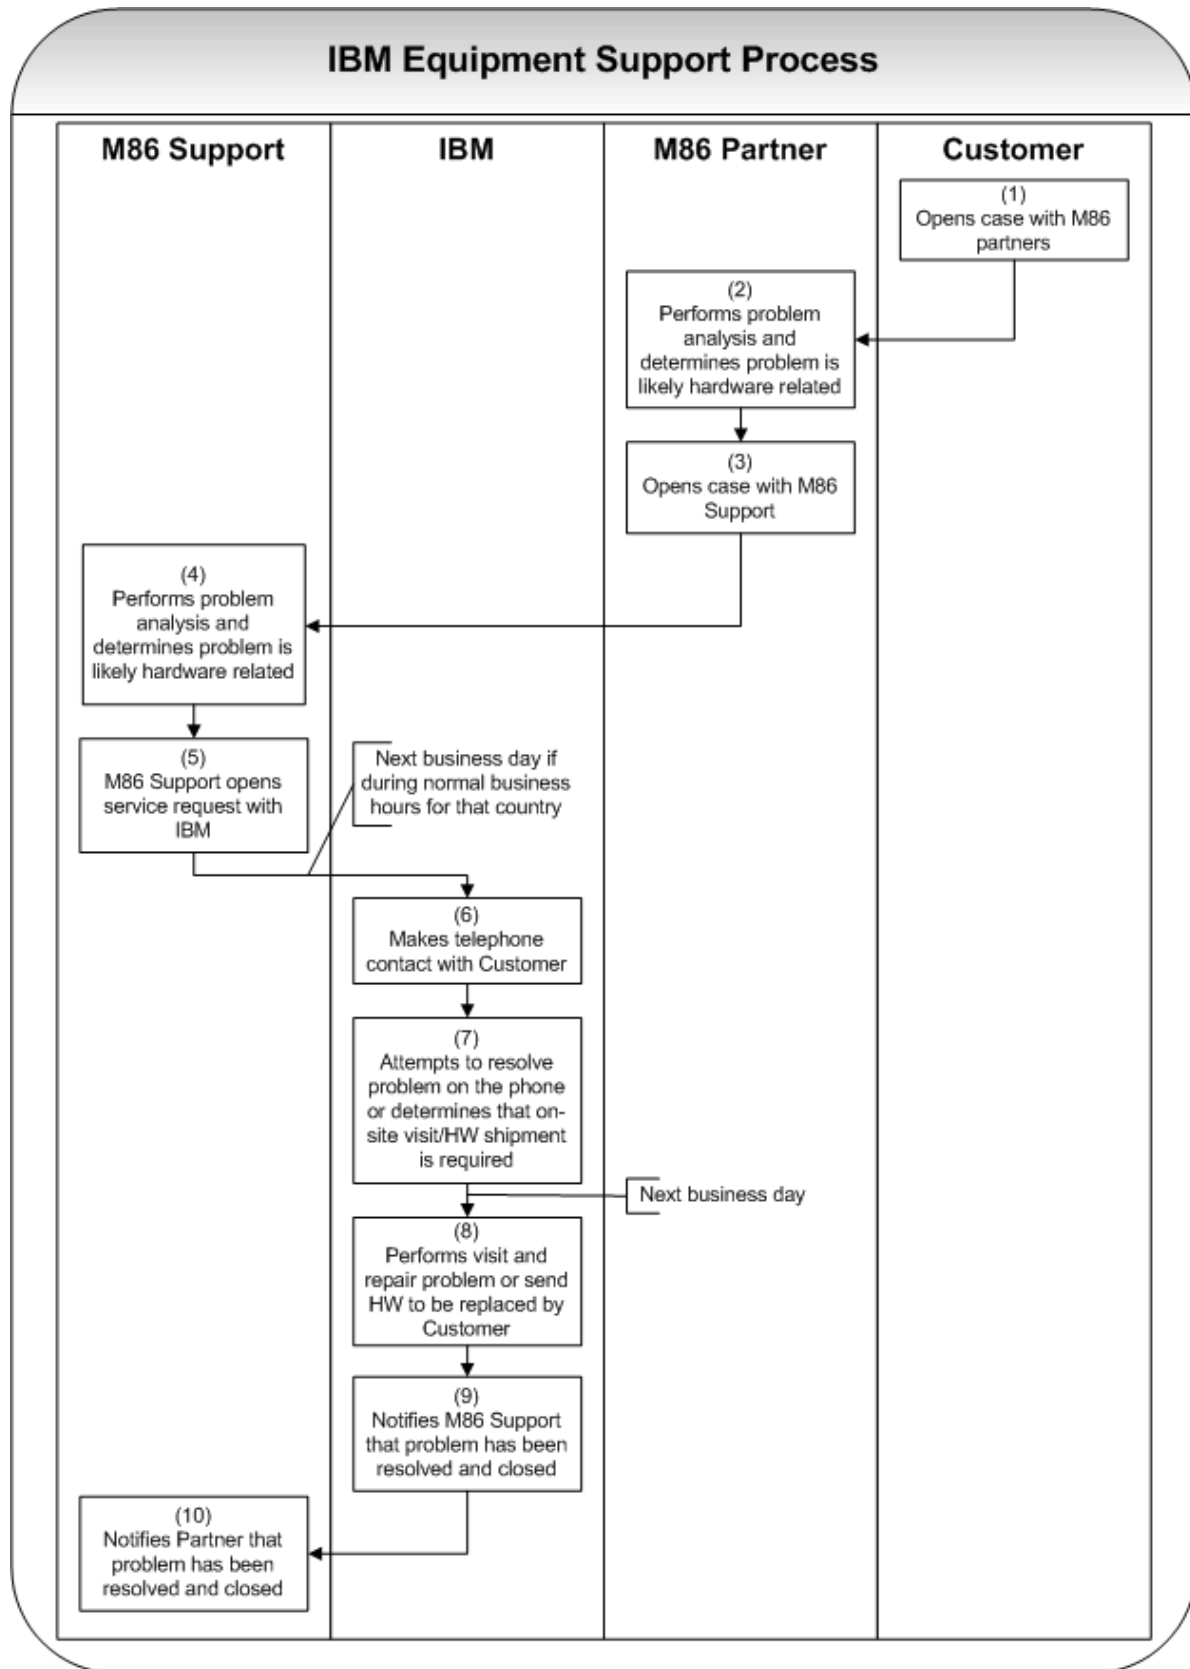 IBM Equipment Support Process
M86 Support
IBM
M86 Partner
Customer
(1)
Opens case with M86
partners
(2)
Performs problem
analysis and
determines problem is
likely hardware related
(3)
Opens case with M86
Support
(4)
Performs problem
analysis and
determines problem is
likely hardware related
(5)
M86 Support opens
service request with
IBM
Next business day if
during normal business
hours for that country
(6)
Makes telephone
contact with Customer
(7)
Attempts to resolve
problem on the phone
or determines that on-
site visit/HW shipment
is required
Next business day
(8)
Performs visit and
repair problem or send
HW to be replaced by
Customer
(9)
Notifies M86 Support
that problem has been
resolved and closed
(10)
Notifies Partner that
problem has been
resolved and closed